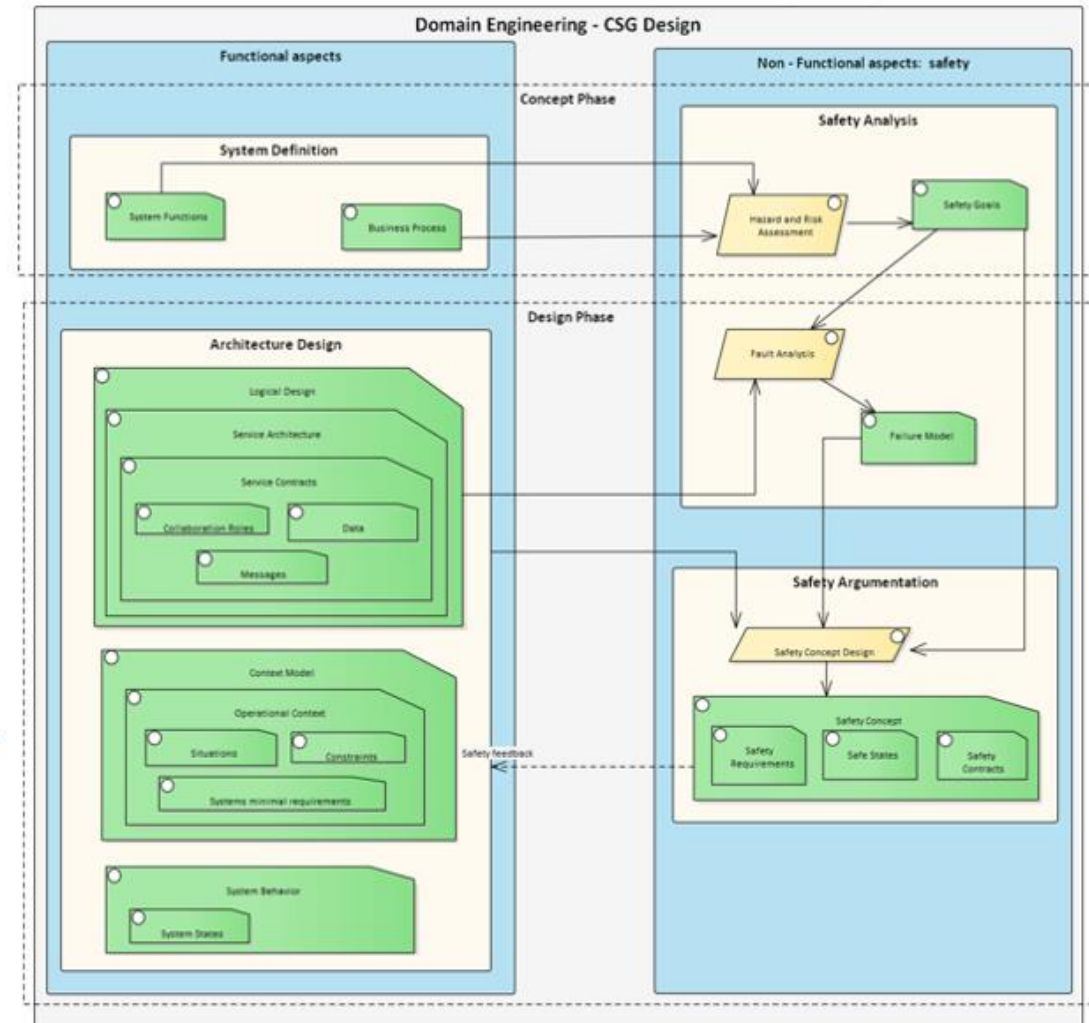 Domain Engineering - CSG Design
Functional aspects
Non - Functional aspects:  safety
Concept Phase
System Definition
System Functions
Business Process
Safety Analysis
Hazard and Risk
Assessment
Safety Goals
Design Phase
Architecture Design
Logical Design
Service Architecture
Service Contracts
Collaboration Roles
Data
Messages
Context Model
Operational Context
Situations
Constraints
Systems minimal requirements
System Behavior
System States
Fault Analysis
Failure Model
Safety Argumentation
Safety Concept Design
Safety Concept
Safety
Requirements
Safe States
Safety
Contracts
Safety feedback